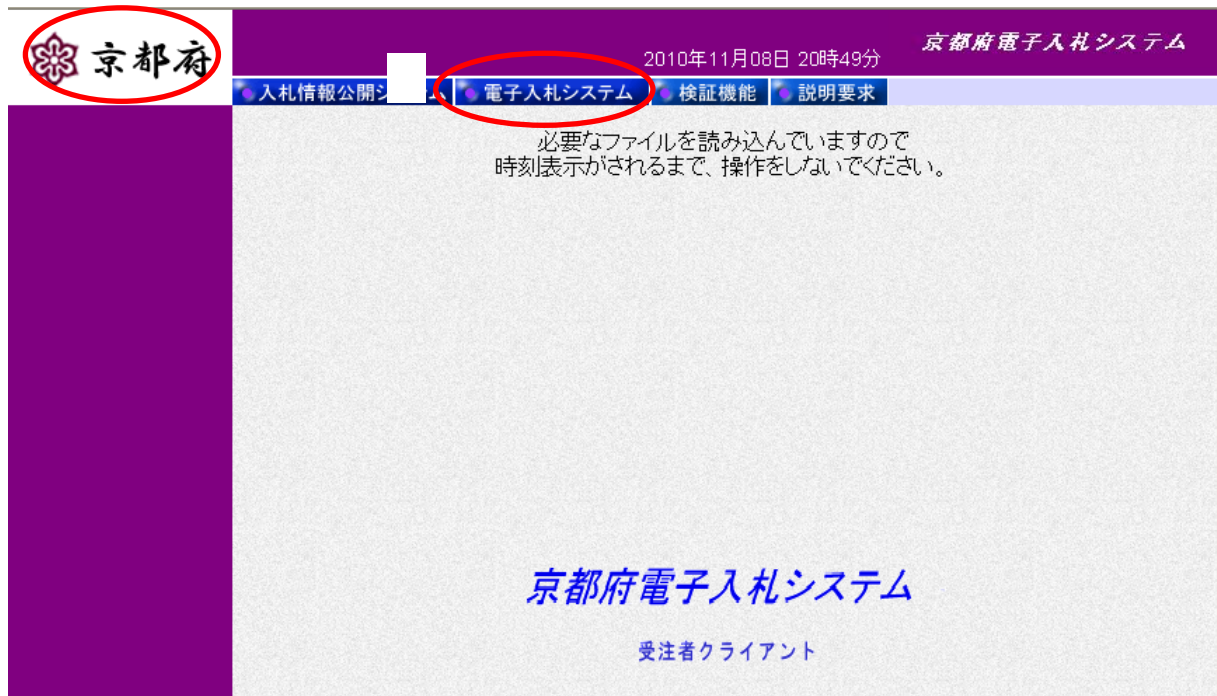 京都府
2010年11月08日 20時49分
京都府電子入札システム
入札情報公開シ ム 電子入札システム 検証機能 説明要求
必要なファイルを読み込んでいますので
時刻表示がされるまで、操作をしないでください。
京都府電子入札システム
受注者クライアント